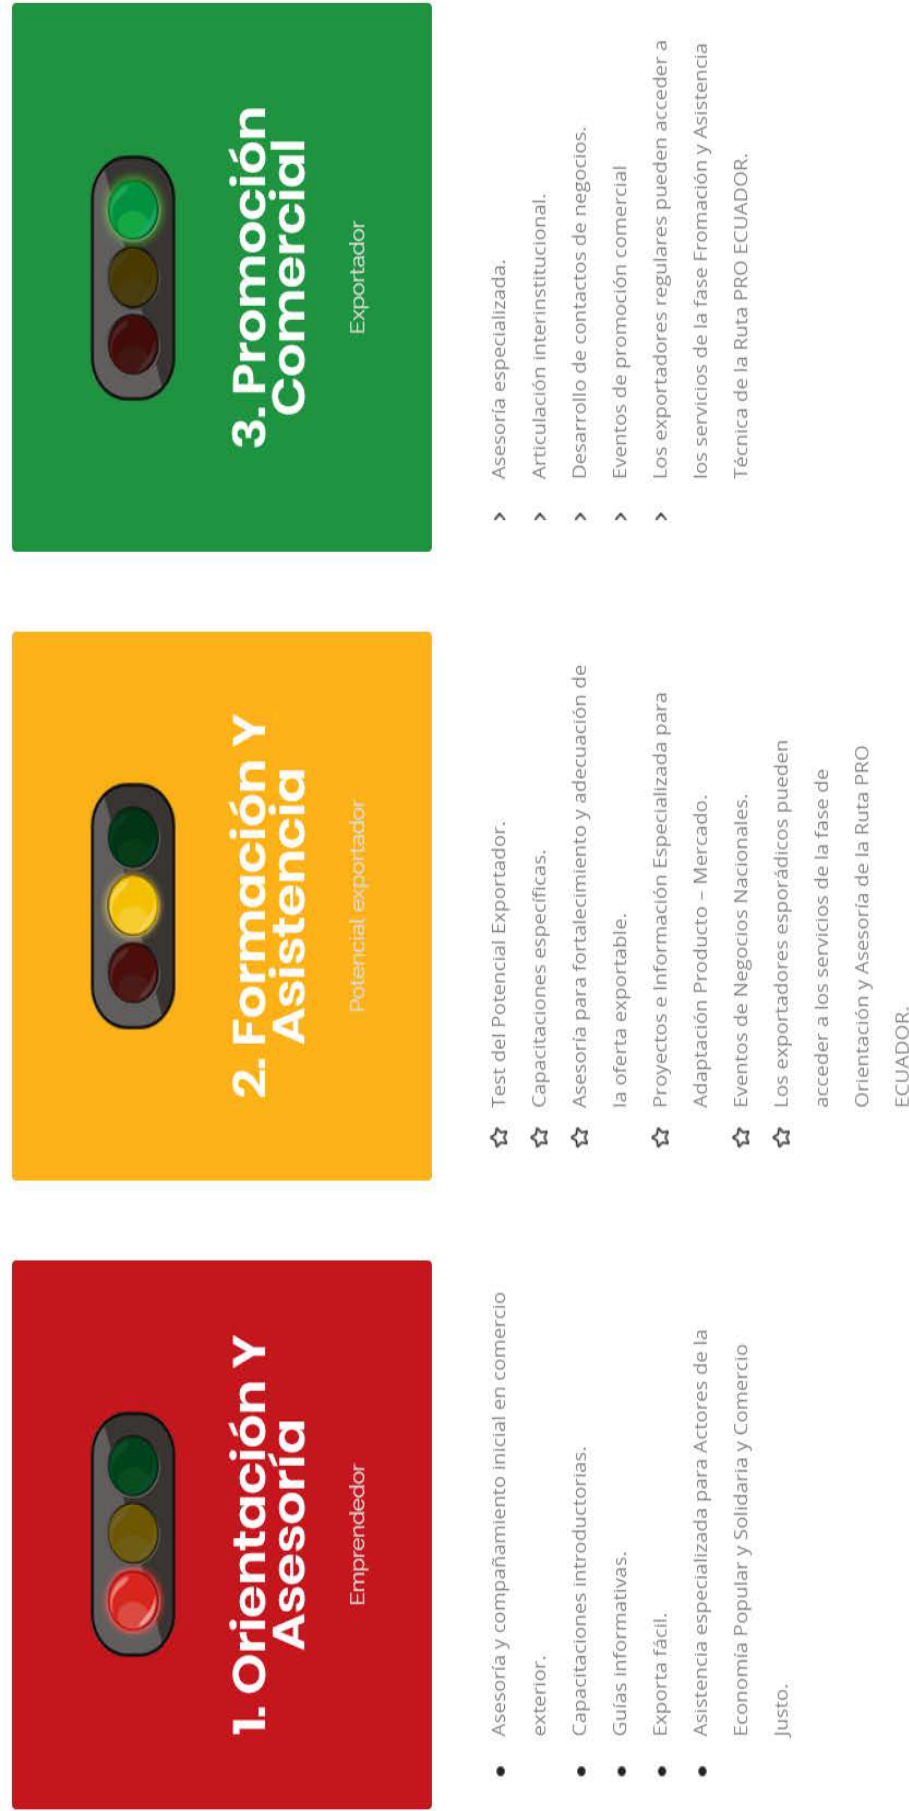 1. Orientación Y
Asesoría
Emprendedor
Asesoría y compañamiento inicial en comercio
exterior.
Capacitaciones introductorias.
Guías informativas.
Exporta fácil.
Asistencia especializada para Actores de la
Economía Popular y Solidaria y Comercio
Justo.
2. Formación Y
Asistencia
Potencial exportador
Test del Potencial Exportador.
Capacitaciones específicas.
Asesoría para fortalecimiento y adecuación de
la oferta exportable.
Proyectos e Información Especializada para
Adaptación Producto – Mercado.
Eventos de Negocios Nacionales.
Los exportadores esporádicos pueden
acceder a los servicios de la fase de
Orientación y Asesoría de la Ruta PRO
ECUADOR.
3. Promoción
Comercial
Exportador
Asesoría especializada.
Articulación interinstitucional.
Desarrollo de contactos de negocios.
Eventos de promoción comercial
Los exportadores regulares pueden acceder a
los servicios de la fase Fromación y Asistencia
Técnica de la Ruta PRO ECUADOR.